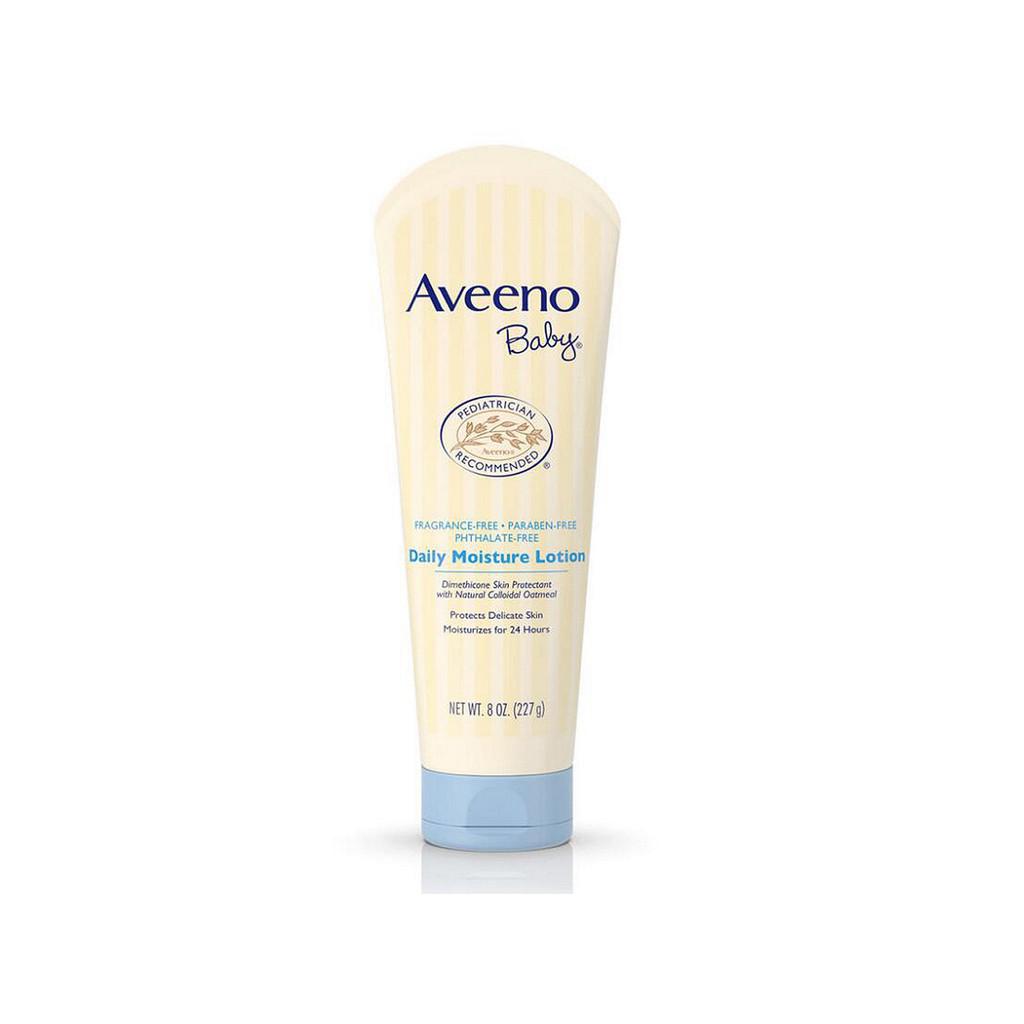 Aveeno
Baby®
PEDIATRICIAN
Aveeno®
RECOMMENDED®
FRAGRANCE-FREE • PARABEN-FREE
PHTHALATE-FREE
Daily Moisture Lotion
Dimethicone Skin Protectant
with Natural Colloidal Oatmeal
Protects Delicate Skin
Moisturizes for 24 Hours
NET WT. 8 OZ. (227 g)